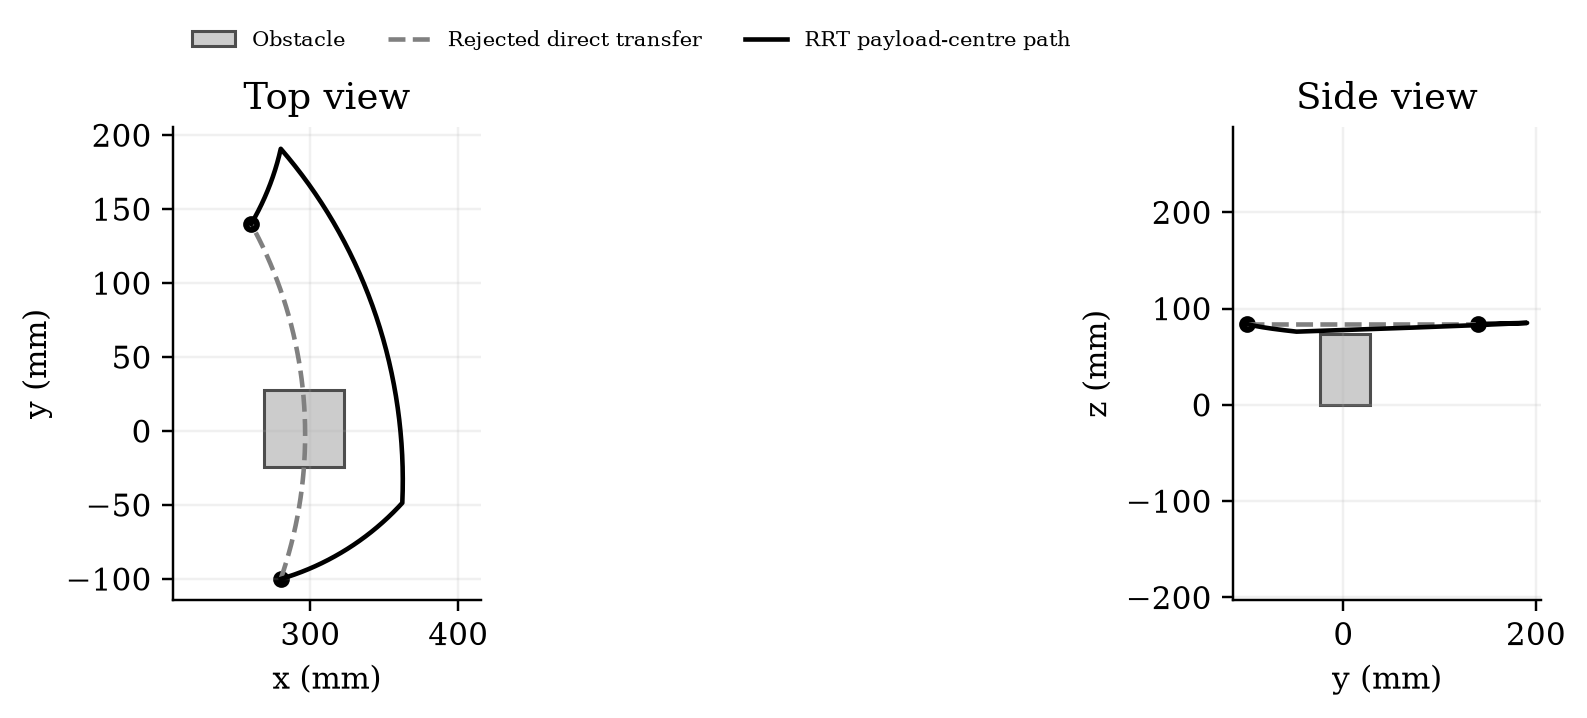 Obstacle
Rejected direct transfer
RRT payload-centre path
Top view
200
150
100
50
0
−50
−100
y (mm)
300
400
x (mm)
Side view
200
100
0
−100
−200
z (mm)
0
200
y (mm)